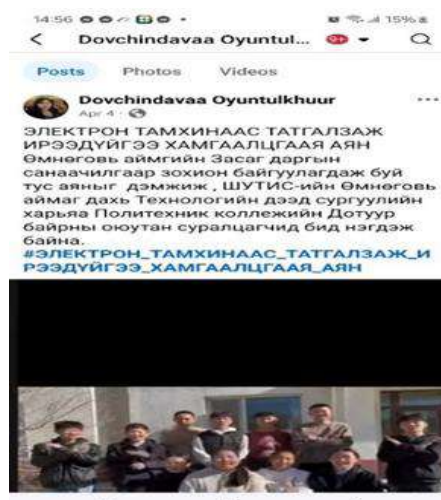 14:56
15%
Dovchindavaa Oyuntul...
9+
Posts Photos Videos
Dovchindavaa Oyuntulkhuur
Apr 4
ЭЛЕКТРОН ТАМХИНААС ТАТГАЛЗАЖ
ИРЭЭДҮЙГЭЭ ХАМГААЛЦГААЯ АЯН
Өмнөговь аймгийн Засаг даргын
санаачилгаар зохион байгуулагдаж буй
тус аяныг дэмжиж , ШУТИС-ийн Өмнөговь
аймаг дахь Технологийн дээд сургуулийн
харьяа Политехник коллежийн Дотуур
байрны оюутан суралцагчид бид нэгдэж
байна.
#ЭЛЕКТРОН_ТАМХИНААС_ТАТГАЛЗАЖ_И
РЭЭДҮЙГЭЭ_ХАМГААЛЦГААЯ_АЯН